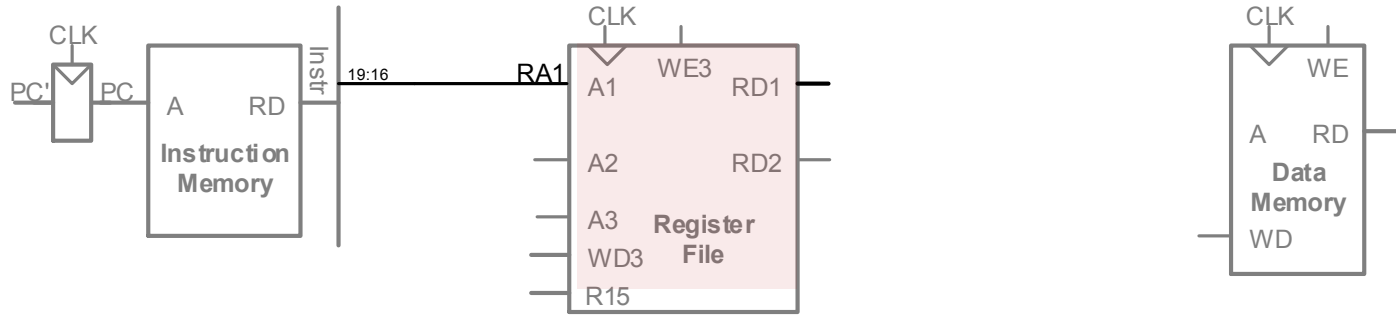 CLK
PC'
PC
A
RD
Instruction
Memory
Instr
19:16
RA1
CLK
WE3
A1
RD1
A2
RD2
A3
Register
File
WD3
R15
CLK
WE
A
RD
Data
Memory
WD